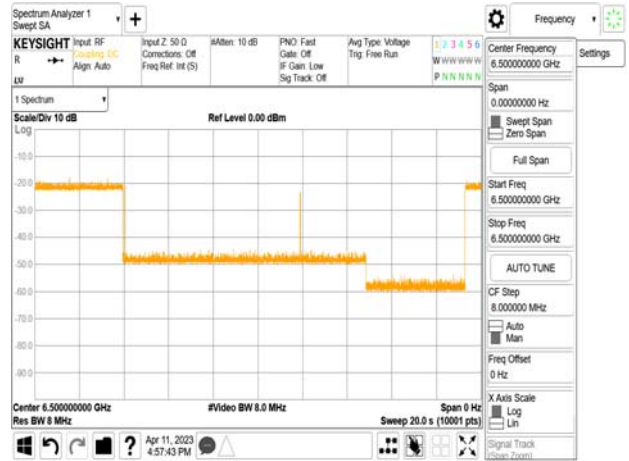 Spectrum Analyzer 1
Swept SA
+
Frequency
KEYSIGHT
R
Input: RF
Coupling: DC
Align: Auto
Input Z: 50 Ω
Corrections: Off
Freq Ref: Int (S)
#Atten: 10 dB
PNO: Fast
Gate: Off
IF Gain: Low
Sig Track: Off
Avg Type: Voltage
Trig: Free Run
1 2 3 4 5 6
W W W W W W
P N N N N N
1 Spectrum
Scale/Div 10 dB
Ref Level 0.00 dBm
Log
-10.0
-20.0
-30.0
-40.0
-50.0
-60.0
-70.0
-80.0
-90.0
Center 6.500000000 GHz
#Video BW 8.0 MHz
Span 0 Hz
Res BW 8 MHz
Sweep 20.0 s (10001 pts)
?
Apr 11, 2023
4:57:43 PM
Center Frequency
6.500000000 GHz
Settings
Span
0.00000000 Hz
Swept Span
Zero Span
Full Span
Start Freq
6.500000000 GHz
Stop Freq
6.500000000 GHz
AUTO TUNE
CF Step
8.000000 MHz
Auto
Man
Freq Offset
0 Hz
X Axis Scale
Log
Lin
Signal Track
(Span Zoom)